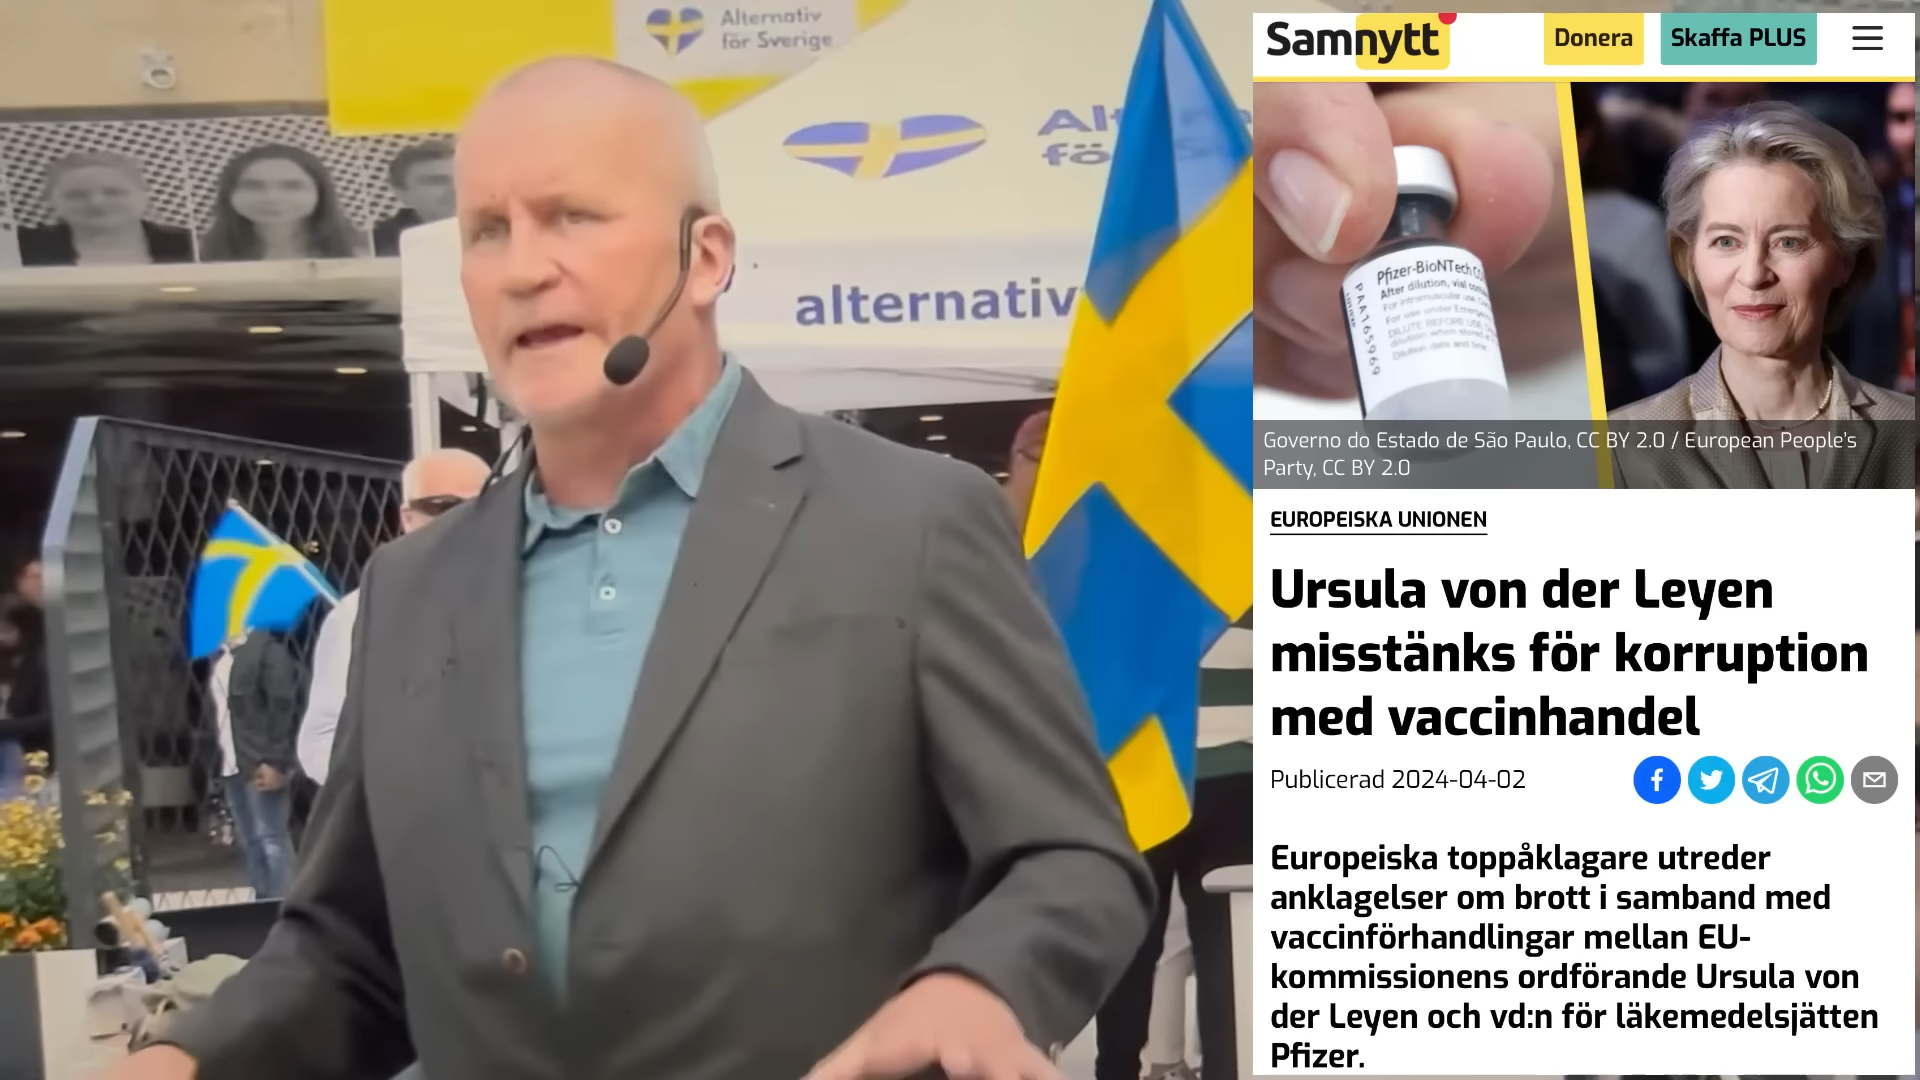 Alternativ
för Sverige
alternativ
Samnytt
Donera
Skaffa PLUS
Pfizer-BioNTech
After dilution, vial
PAA165969
Governo do Estado de São Paulo, CC BY 2.0 / European People's
Party, CC BY 2.0
EUROPEISKA UNIONEN
Ursula von der Leyen
misstänks för korruption
med vaccinhandel
Publicerad 2024-04-02
Europeiska toppåklagare utreder
anklagelser om brott i samband med
vaccinförhandlingar mellan EU-
kommissionens ordförande Ursula von
der Leyen och vd:n för läkemedelsjätten
Pfizer.